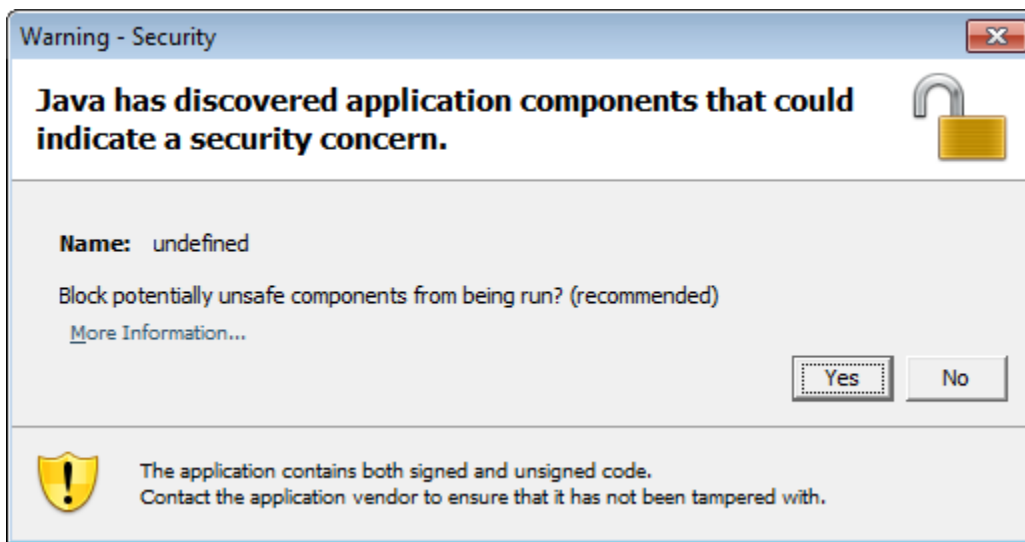 Warning - Security
Java has discovered application components that could
indicate a security concern.
Name: undefined
Block potentially unsafe components from being run? (recommended)
More Information...
Yes No
The application contains both signed and unsigned code.
Contact the application vendor to ensure that it has not been tampered with.